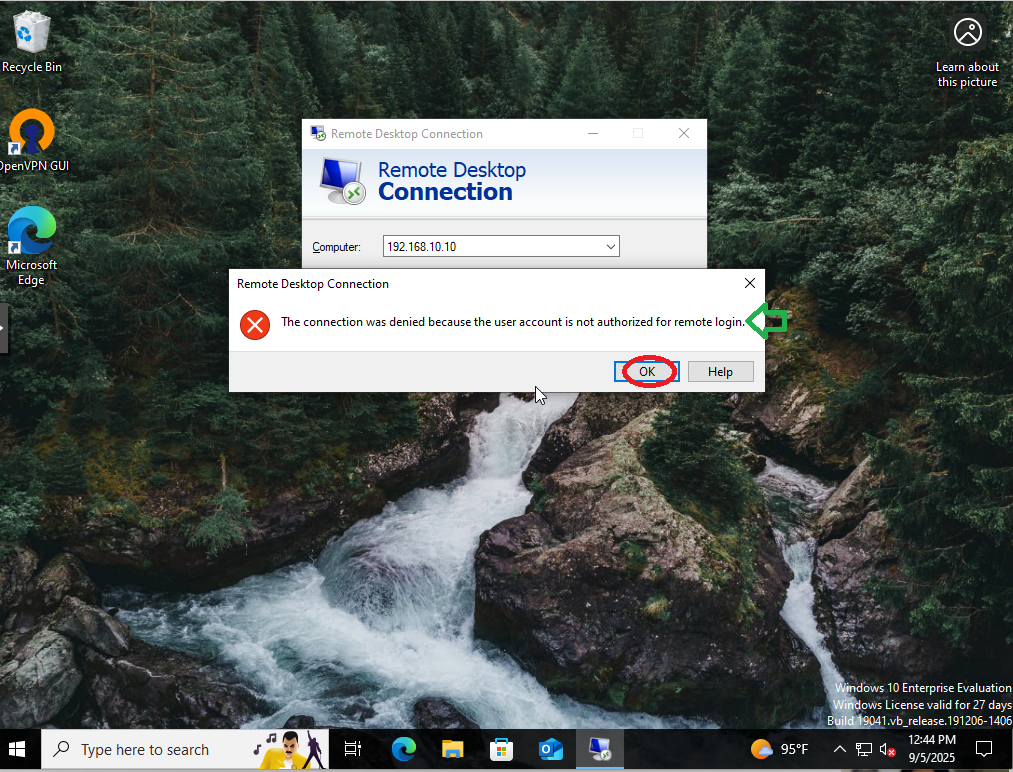 Recycle Bin
Learn about
this picture
OpenVPN GUI
Microsoft
Edge
Remote Desktop Connection
Remote Desktop
Connection
Computer:
192.168.10.10
Remote Desktop Connection
The connection was denied because the user account is not authorized for remote login.
OK
Help
Windows 10 Enterprise Evaluation
Windows License valid for 27 days
Build 19041.vb_release.191206-1406
Type here to search
95°F
12:44 PM
9/5/2025